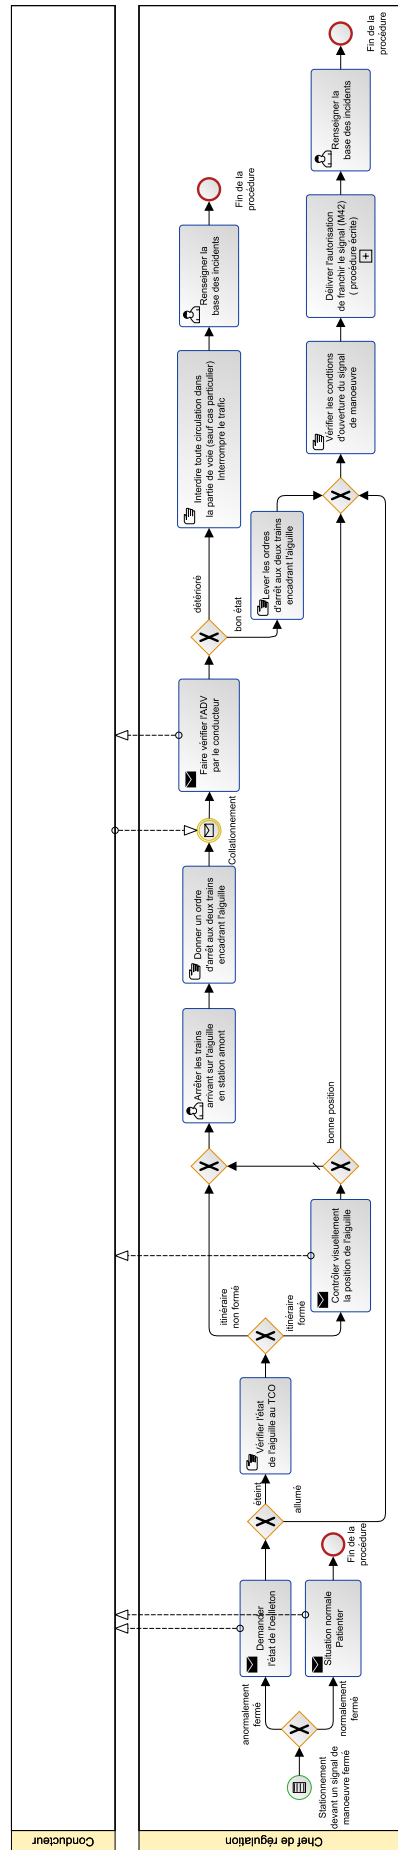 Conducteur
Chef de régulation
Stationnement
devant un signal de
manoeuvre fermé
anormalement
fermé
normalement
fermé
Demander
l'état de l'oeilleton
Situation normale
Patienter
Fin de la
procédure
éteint
allumé
Vérifier l'état
de l'aiguille au TCO
itinéraire
non formé
itinéraire
formé
Contrôler visuellement
la position de l'aiguille
bonne position
Arrêter les trains
arrivant sur l'aiguille
en station amont
Donner un ordre
d'arrêt aux deux trains
encadrant l'aiguille
Collationnement
Faire vérifier l'ADV
par le conducteur
détérioré
bon état
Interdire toute circulation dans
la partie de voie (sauf cas particulier)
Interrompre le trafic
Renseigner la
base des incidents
Fin de la
procédure
Lever les ordres
d'arrêt aux deux trains
encadrant l'aiguille
Vérifier les condtions
d'ouverture du signal
de manoeuvre
Délivrer l'autorisation
de franchir le signal (M42)
( procédure écrite)
Renseigner la
base des incidents
Fin de la
procédure